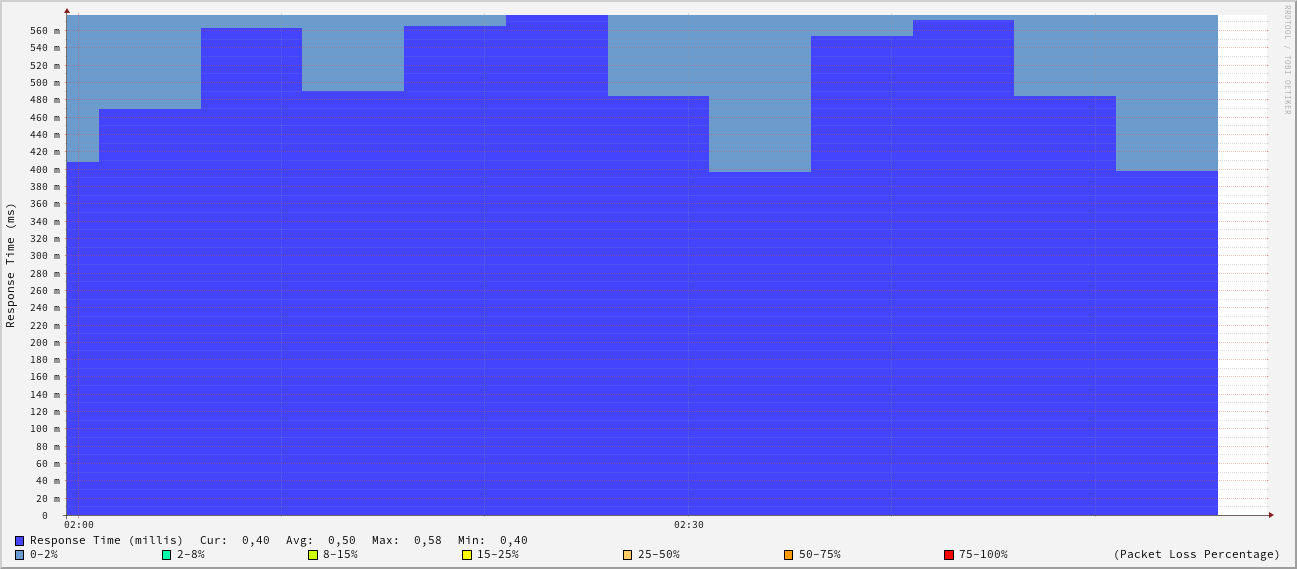 RRDTOOL / TOBI OETIKER
Response Time (ms)
560 m
540 m
520 m
500 m
480 m
460 m
440 m
420 m
400 m
380 m
360 m
340 m
320 m
300 m
280 m
260 m
240 m
220 m
200 m
180 m
160 m
140 m
120 m
100 m
80 m
60 m
40 m
20 m
0
02:00 02:30
Response Time (millis) Cur: 0,40 Avg: 0,50 Max: 0,58 Min: 0,40
0-2% 2-8% 8-15% 15-25% 25-50% 50-75% 75-100% (Packet Loss Percentage)